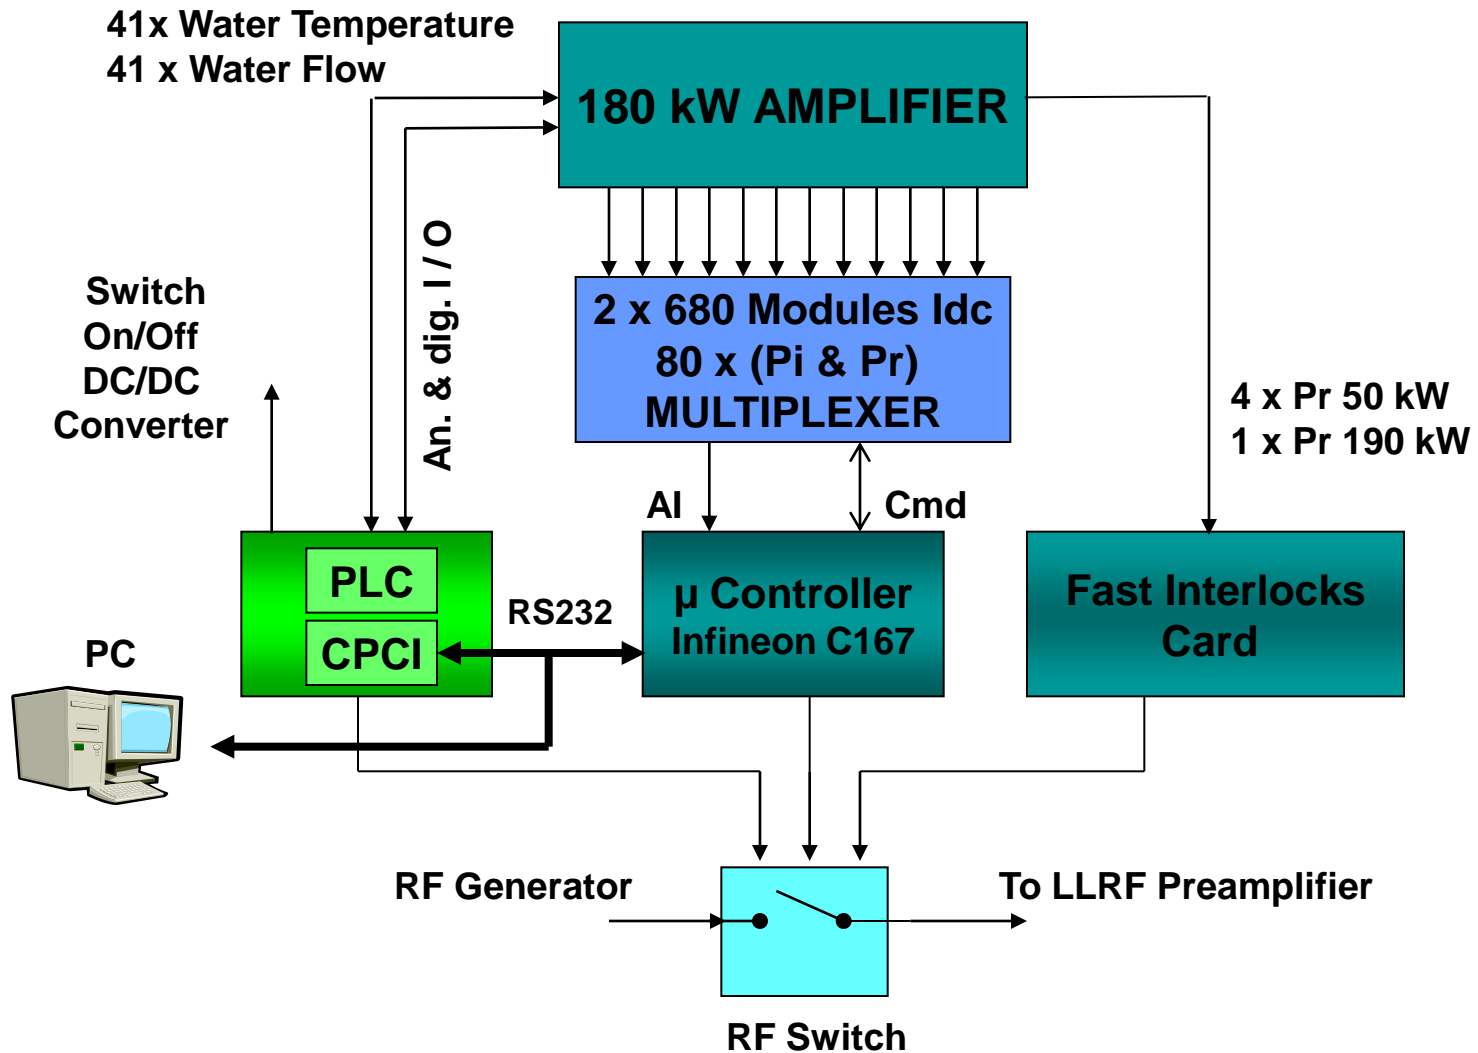 41x Water Temperature
41 x Water Flow
180 kW AMPLIFIER
An. & dig. I / O
Switch
On/Off
DC/DC
Converter
2 x 680 Modules Idc
80 x (Pi & Pr)
MULTIPLEXER
4 x Pr 50 kW
1 x Pr 190 kW
AI
Cmd
PLC
CPCI
RS232
µ Controller
Infineon C167
Fast Interlocks
Card
PC
RF Generator
To LLRF Preamplifier
RF Switch